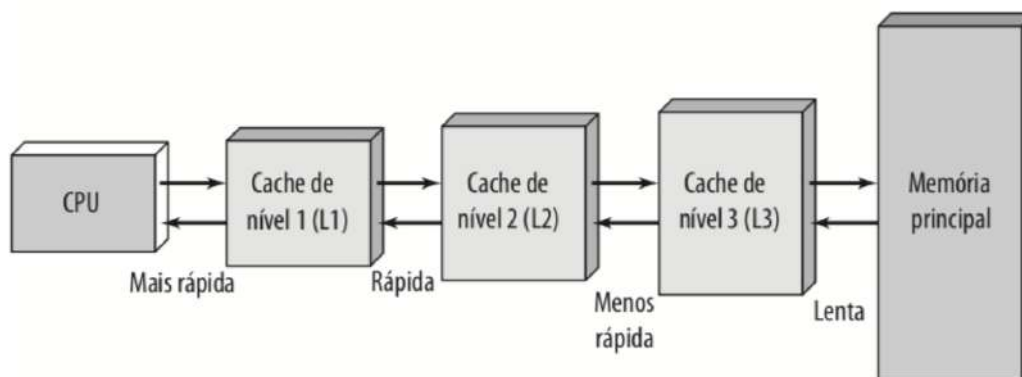 CPU
Mais rápida
Cache de
nível 1 (L1)
Rápida
Cache de
nível 2 (L2)
Menos
rápida
Cache de
nível 3 (L3)
Lenta
Memória
principal